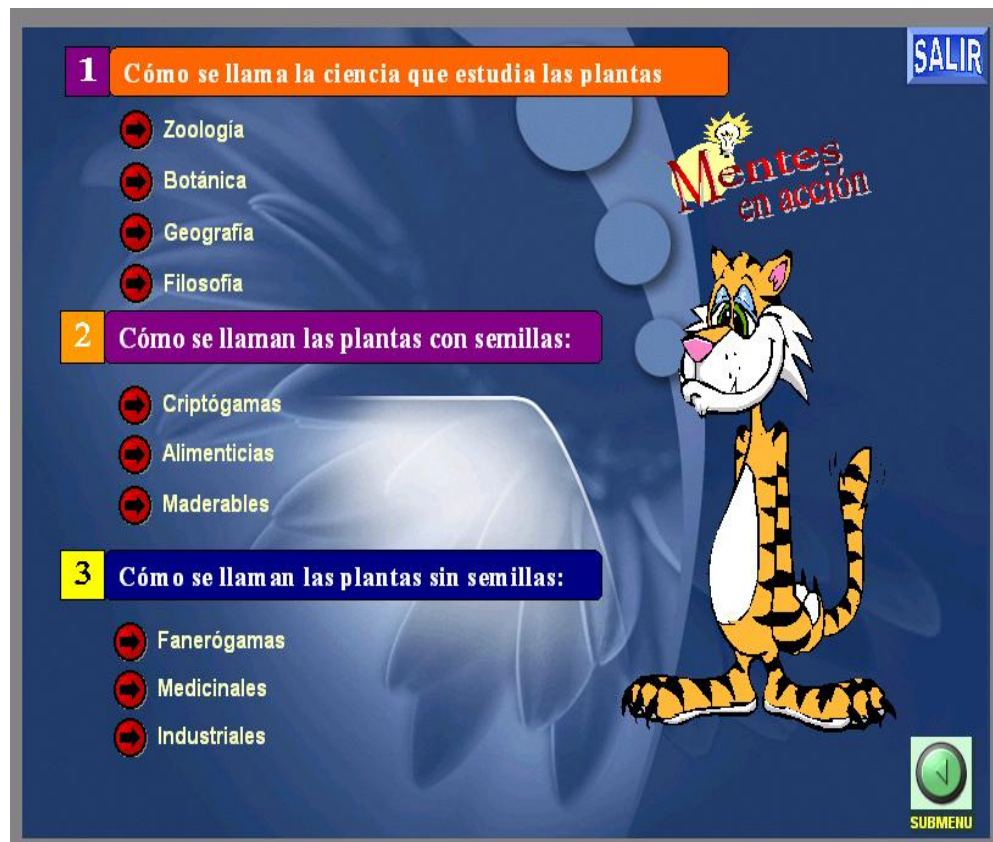 1 Cómo se llama la ciencia que estudia las plantas
SALIR
Zoología
Botánica
Geografía
Filosofía
Mentes
en acción
2 Cómo se llaman las plantas con semillas:
Criptógamas
Alimenticias
Maderables
3 Cómo se llaman las plantas sin semillas:
Fanerógamas
Medicinales
Industriales
SUBMENU